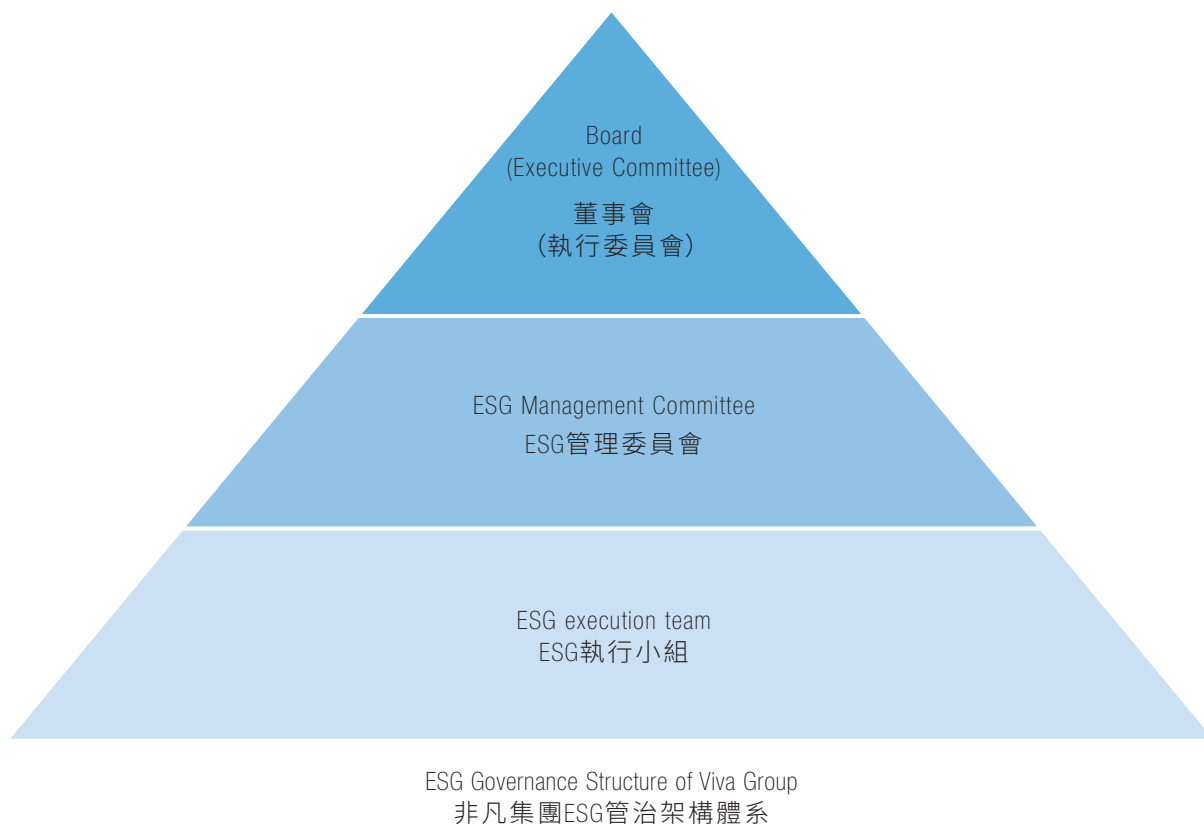 Board
(Executive Committee)
董事會
(執行委員會)
ESG Management Committee
ESG管理委員會
ESG execution team
ESG執行小組
ESG Governance Structure of Viva Group
非凡集團ESG管治架構體系